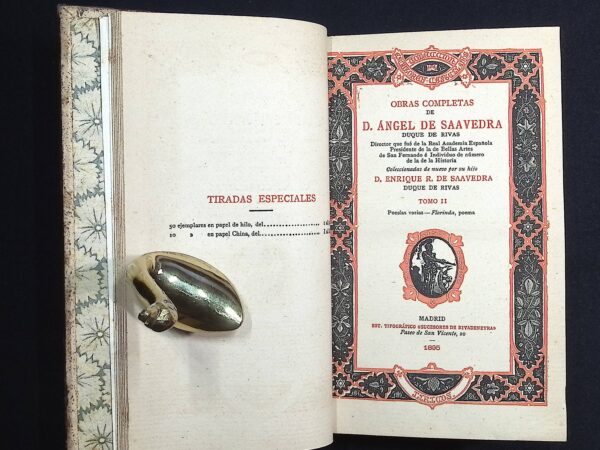 TIRADAS ESPECIALES
50 ejemplares en papel de hilo, del
10 » en papel China, del
OBRAS COMPLETAS
DE
D. ÁNGEL DE SAAVEDRA
DUQUE DE RIVAS
Director que fué de la Real Academia Española
Presidente de la de Bellas Artes
de San Fernando é Individuo de número
de la de la Historia
Coleccionadas de nuevo por su hijo
D. ENRIQUE R. DE SAAVEDRA
DUQUE DE RIVAS
TOMO II
Poesías varias—Florinda, poema
MADRID
EST. TIPOGRÁFICO «SUCESORES DE RIVADENEYRA»
Paseo de San Vicente, 20
1895